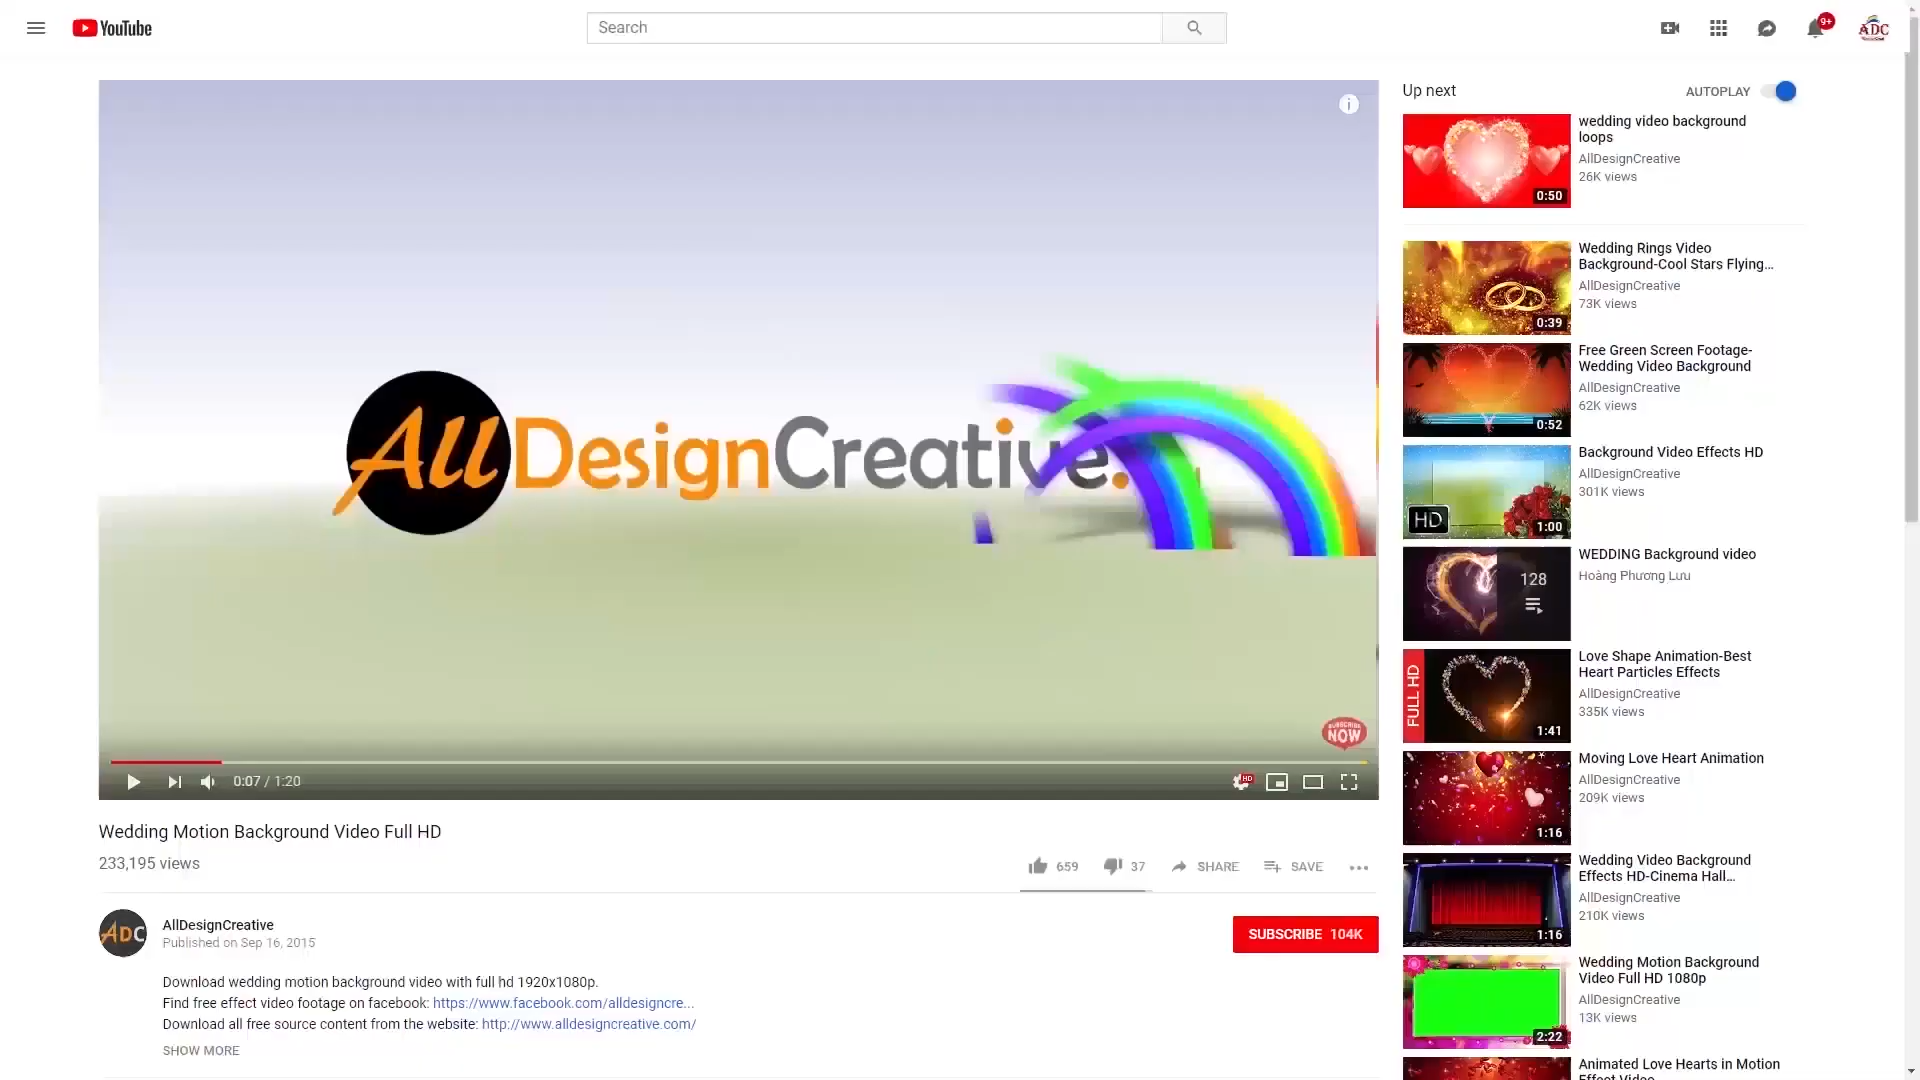 YouTube
Search
9+
ADC
AllDesignCreative.
SUBSCRIBE
NOW
0:07 / 1:20
HD
Wedding Motion Background Video Full HD
233,195 views
659
37
SHARE
SAVE
ADC
AllDesignCreative
Published on Sep 16, 2015
SUBSCRIBE 104K
Download wedding motion background video with full hd 1920x1080p.
Find free effect video footage on facebook: https://www.facebook.com/alldesigncre...
Download all free source content from the website: http://www.alldesigncreative.com/
SHOW MORE
Up next
AUTOPLAY
0:50
wedding video background
loops
AllDesignCreative
26K views
0:39
Wedding Rings Video
Background-Cool Stars Flying...
AllDesignCreative
73K views
0:52
Free Green Screen Footage-
Wedding Video Background
AllDesignCreative
62K views
HD
1:00
Background Video Effects HD
AllDesignCreative
301K views
128
WEDDING Background video
Hoàng Phương Lưu
FULL HD
1:41
Love Shape Animation-Best
Heart Particles Effects
AllDesignCreative
335K views
1:16
Moving Love Heart Animation
AllDesignCreative
209K views
1:16
Wedding Video Background
Effects HD-Cinema Hall...
AllDesignCreative
210K views
2:22
Wedding Motion Background
Video Full HD 1080p
AllDesignCreative
13K views
Animated Love Hearts in Motion
Effect Video